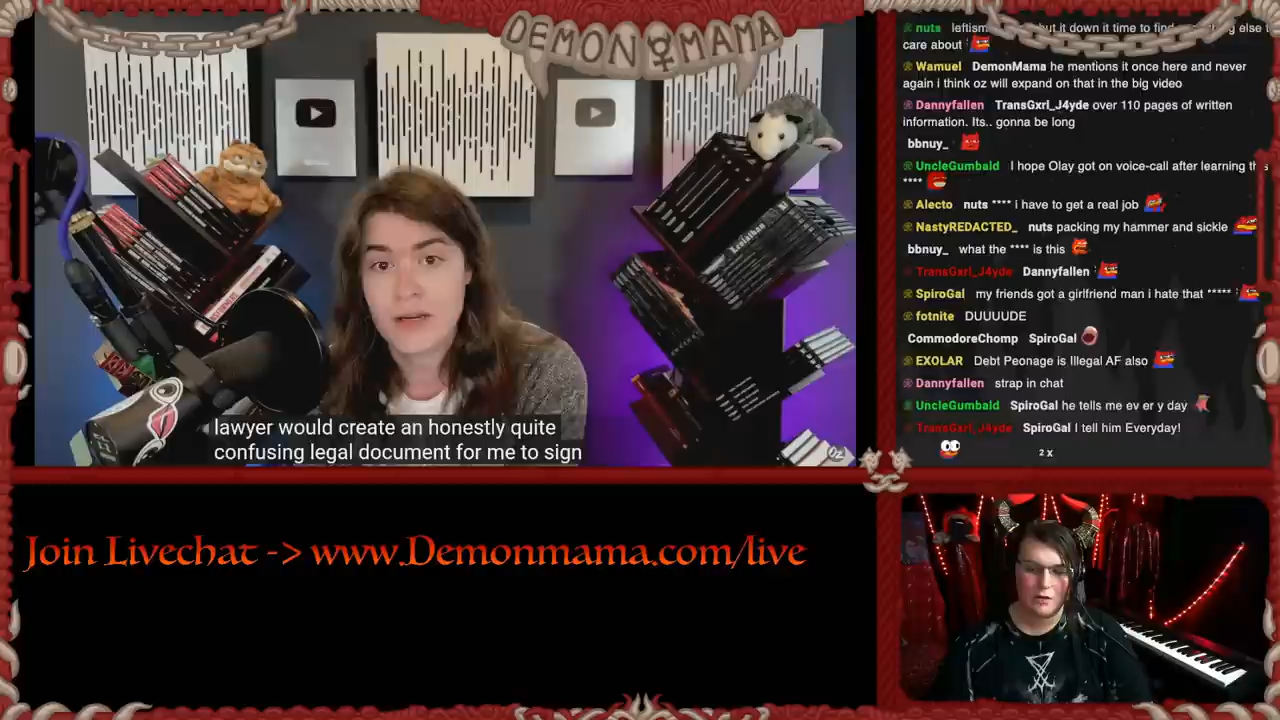 DEMON MAMA
nuts leftism but it down it time to find else t
care about
Wamuel DemonMama he mentions it once here and never
again i think oz will expand on that in the big video
Dannyfallen TransGxrl_J4yde over 110 pages of written
information. Its.. gonna be long
bbnuy_
UncleGumbald I hope Olay got on voice-call after learning
****
Alecto nuts **** i have to get a real job
NastyREDACTED_ nuts packing my hammer and sickle
bbnuy_ what the **** is this
TransGxrl_J4yde Dannyfallen
SpiroGal my friends got a girlfriend man i hate that *****
fotnite DUUUUDE
CommodoreChomp SpiroGal
EXOLAR Debt Peonage is Illegal AF also
Dannyfallen strap in chat
UncleGumbald SpiroGal he tells me ev er y day
TransGxrl_J4yde SpiroGal I tell him Everyday!
2 x
Leviathan
lawyer would create an honestly quite
confusing legal document for me to sign
OZ
Join Livechat -> www.Demonmama.com/live